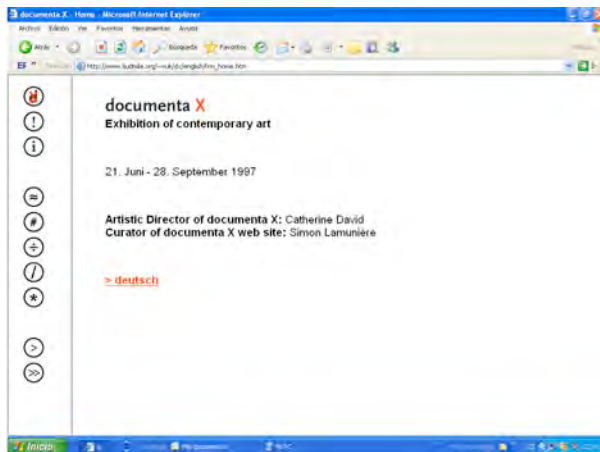 documenta X - Home - Microsoft Internet Explorer
Archivo Edición Ver Favoritos Herramientas Ayuda
Atrás Búsqueda Favoritos
documenta X
Exhibition of contemporary art
21. Juni - 28. September 1997
Artistic Director of documenta X: Catherine David
Curator of documenta X web site: Simon Lamunière
> deutsch
Inicio